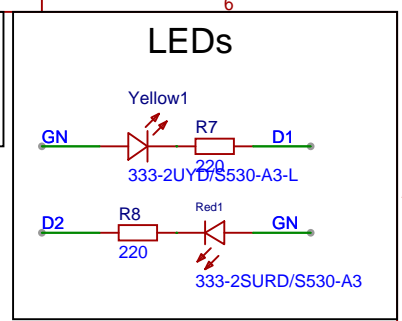 6
LEDs
Yellow1
GN
R7
D1
220
333-2UYD/S530-A3-L
D2
R8
Red1
GN
220
333-2SURD/S530-A3